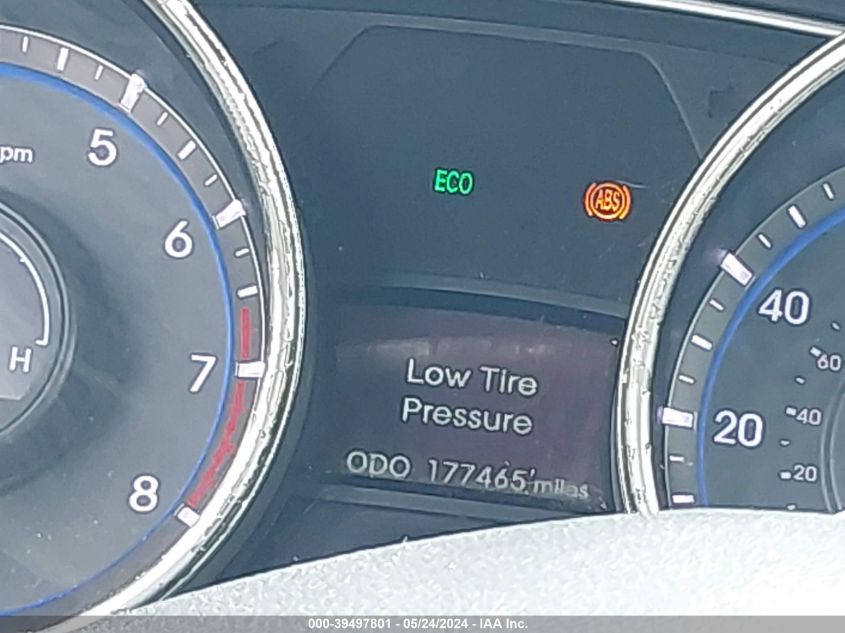 5
pm
ECO
ABS
6
40
60
H
7
Low Tire
Pressure
20
40
20
8
ODO 177465 miles
000-39497801 - 05/24/2024 - IAA Inc.